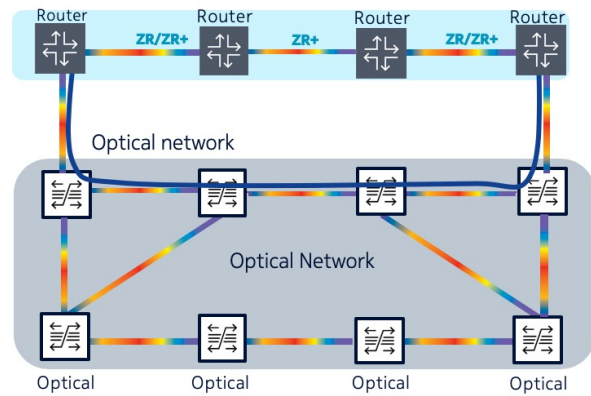 Router
Router
Router
Router
ZR/ZR+
ZR+
ZR/ZR+
Optical network
Optical Network
Optical
Optical
Optical
Optical